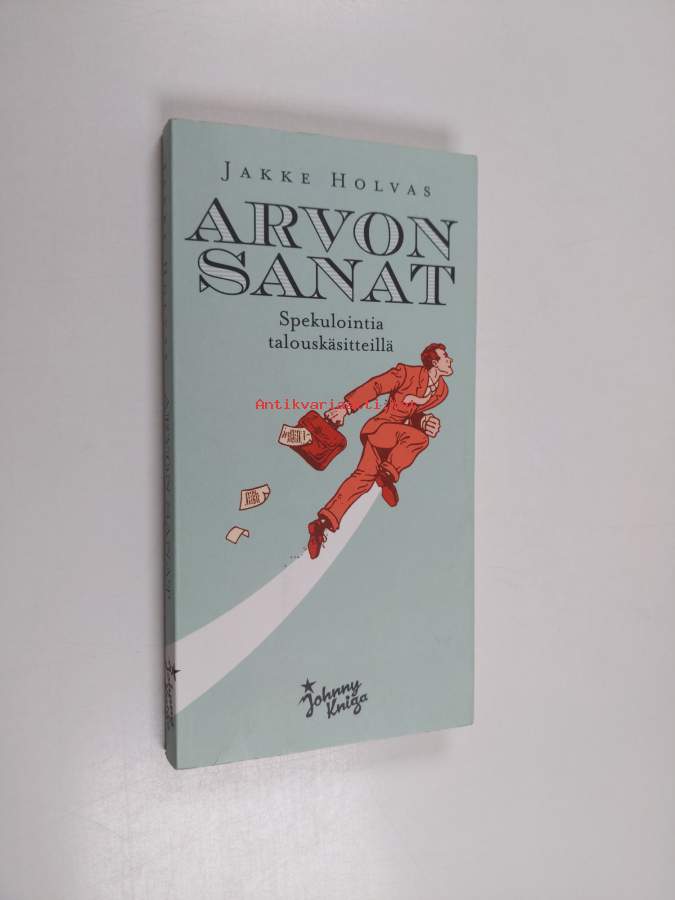 JAKKE HOLVAS
ARVON
SANAT
Spekulointia
talouskäsitteillä
Johnny
Kniga